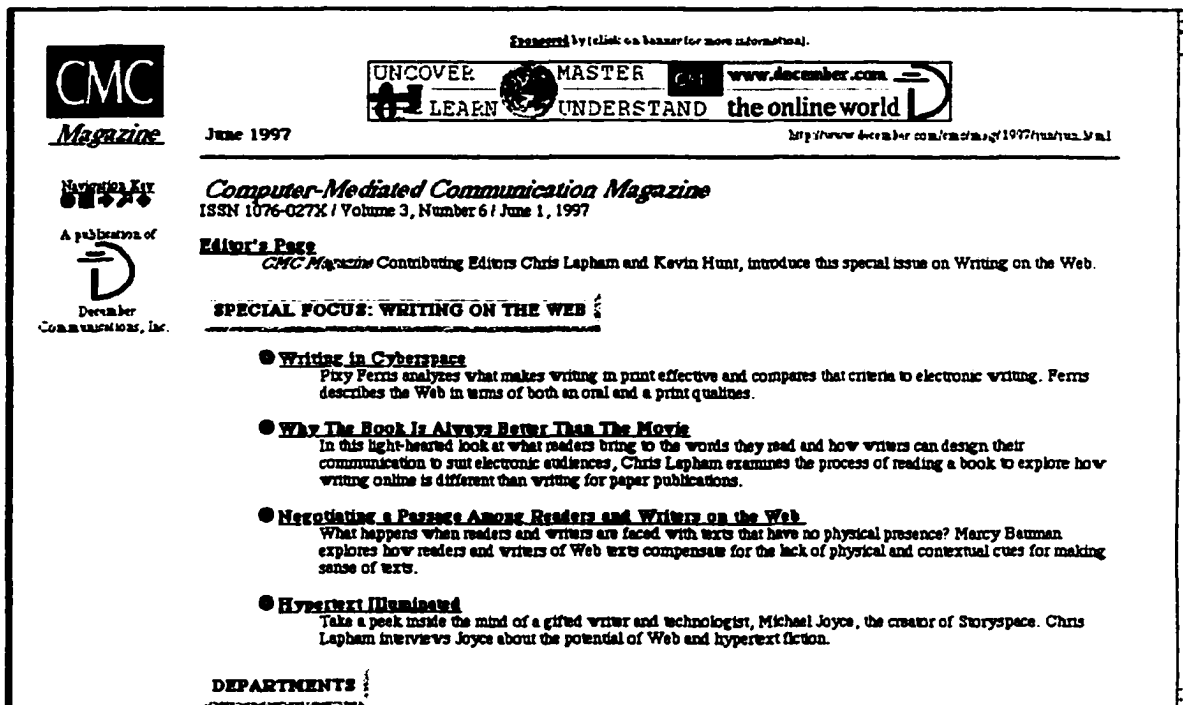 Sponsored by (click on banner for more information).
CMC
Magazine
UNCOVER MASTER CMC www.december.com
LEARN UNDERSTAND the online world
June 1997
http://www.december.com/cmc/mag/1997/jun/jun.html
Navigation Key
Computer-Mediated Communication Magazine
ISSN 1076-027X / Volume 3, Number 6 / June 1, 1997
A publication of
December
Communications, Inc.
Editor's Page
CMC Magazine Contributing Editors Chris Lapham and Kevin Hunt, introduce this special issue on Writing on the Web.
SPECIAL FOCUS: WRITING ON THE WEB
Writing in Cyberspace
Pixy Ferris analyzes what makes writing in print effective and compares that criteria to electronic writing. Ferris
describes the Web in terms of both an oral and a print qualities.
Why The Book Is Always Better Than The Movie
In this light-hearted look at what readers bring to the words they read and how writers can design their
communication to suit electronic audiences, Chris Lapham examines the process of reading a book to explore how
writing online is different than writing for paper publications.
Negotiating a Passage Among Readers and Writers on the Web
What happens when readers and writers are faced with texts that have no physical presence? Marcy Bauman
explores how readers and writers of Web texts compensate for the lack of physical and contextual cues for making
sense of texts.
Hypertext Illuminated
Take a peek inside the mind of a gifted writer and technologist, Michael Joyce, the creator of Storyspace. Chris
Lapham interviews Joyce about the potential of Web and hypertext fiction.
DEPARTMENTS